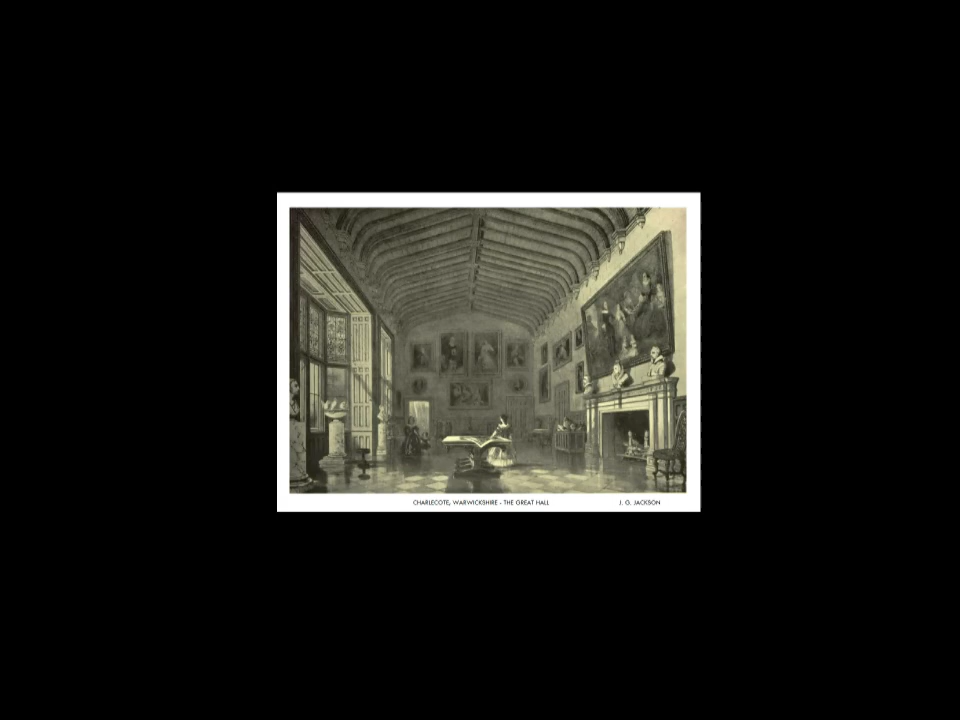 CHARLECOTE, WARWICKSHIRE - THE GREAT HALL J. G. JACKSON